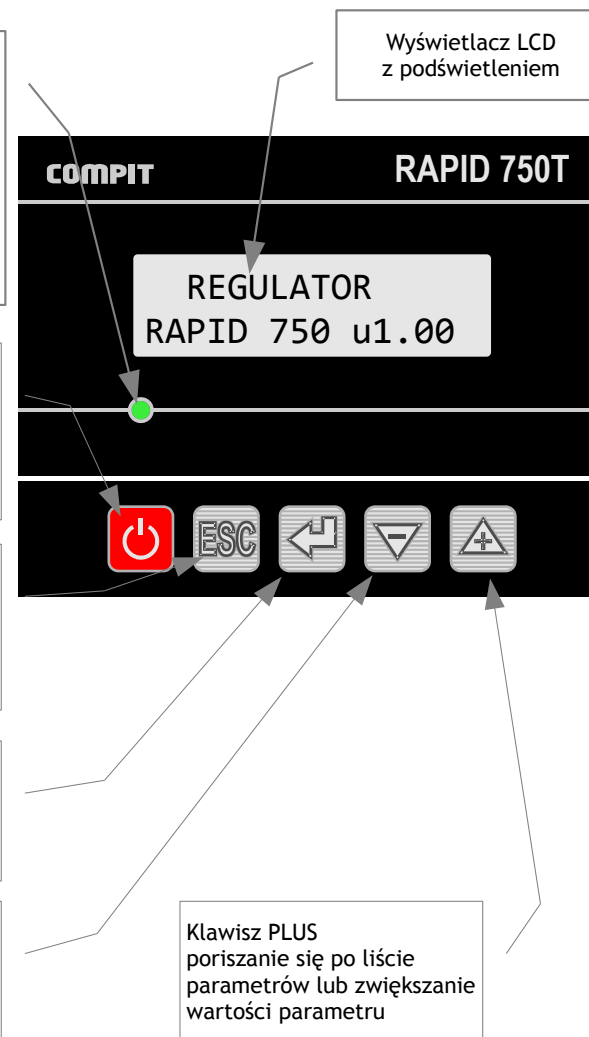 Wyświetlacz LCD
z podświetleniem
COMPIT
RAPID 750T
REGULATOR
RAPID 750 u1.00
ESC
-
+
Klawisz PLUS
poriszanie się po liście
parametrów lub zwiększanie
wartości parametru